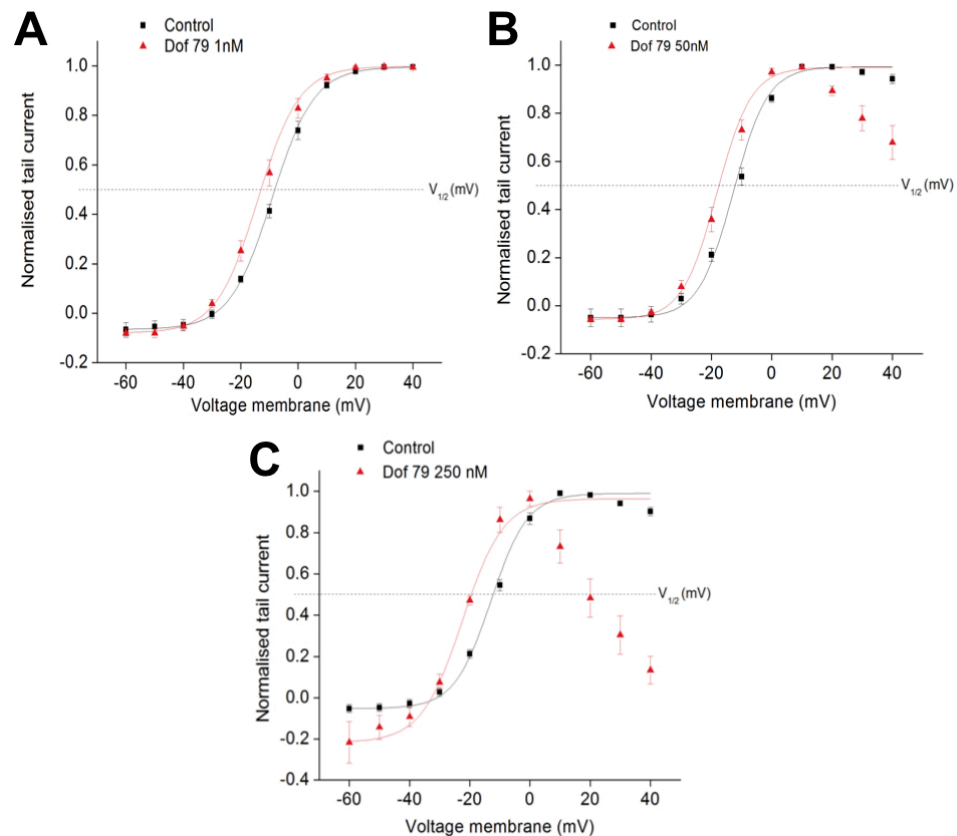 A
Control
Dof 79 1nM
Normalised tail current
1.0
0.8
0.6
0.4
0.2
0.0
-0.2
V1/2 (mV)
-60 -40 -20 0 20 40
Voltage membrane (mV)
B
Control
Dof 79 50nM
Normalised tail current
1.0
0.8
0.6
0.4
0.2
0.0
-0.2
V1/2 (mV)
-60 -40 -20 0 20 40
Voltage membrane (mV)
C
Control
Dof 79 250 nM
Normalised tail current
1.0
0.8
0.6
0.4
0.2
0.0
-0.2
-0.4
V1/2 (mV)
-60 -40 -20 0 20 40
Voltage membrane (mV)